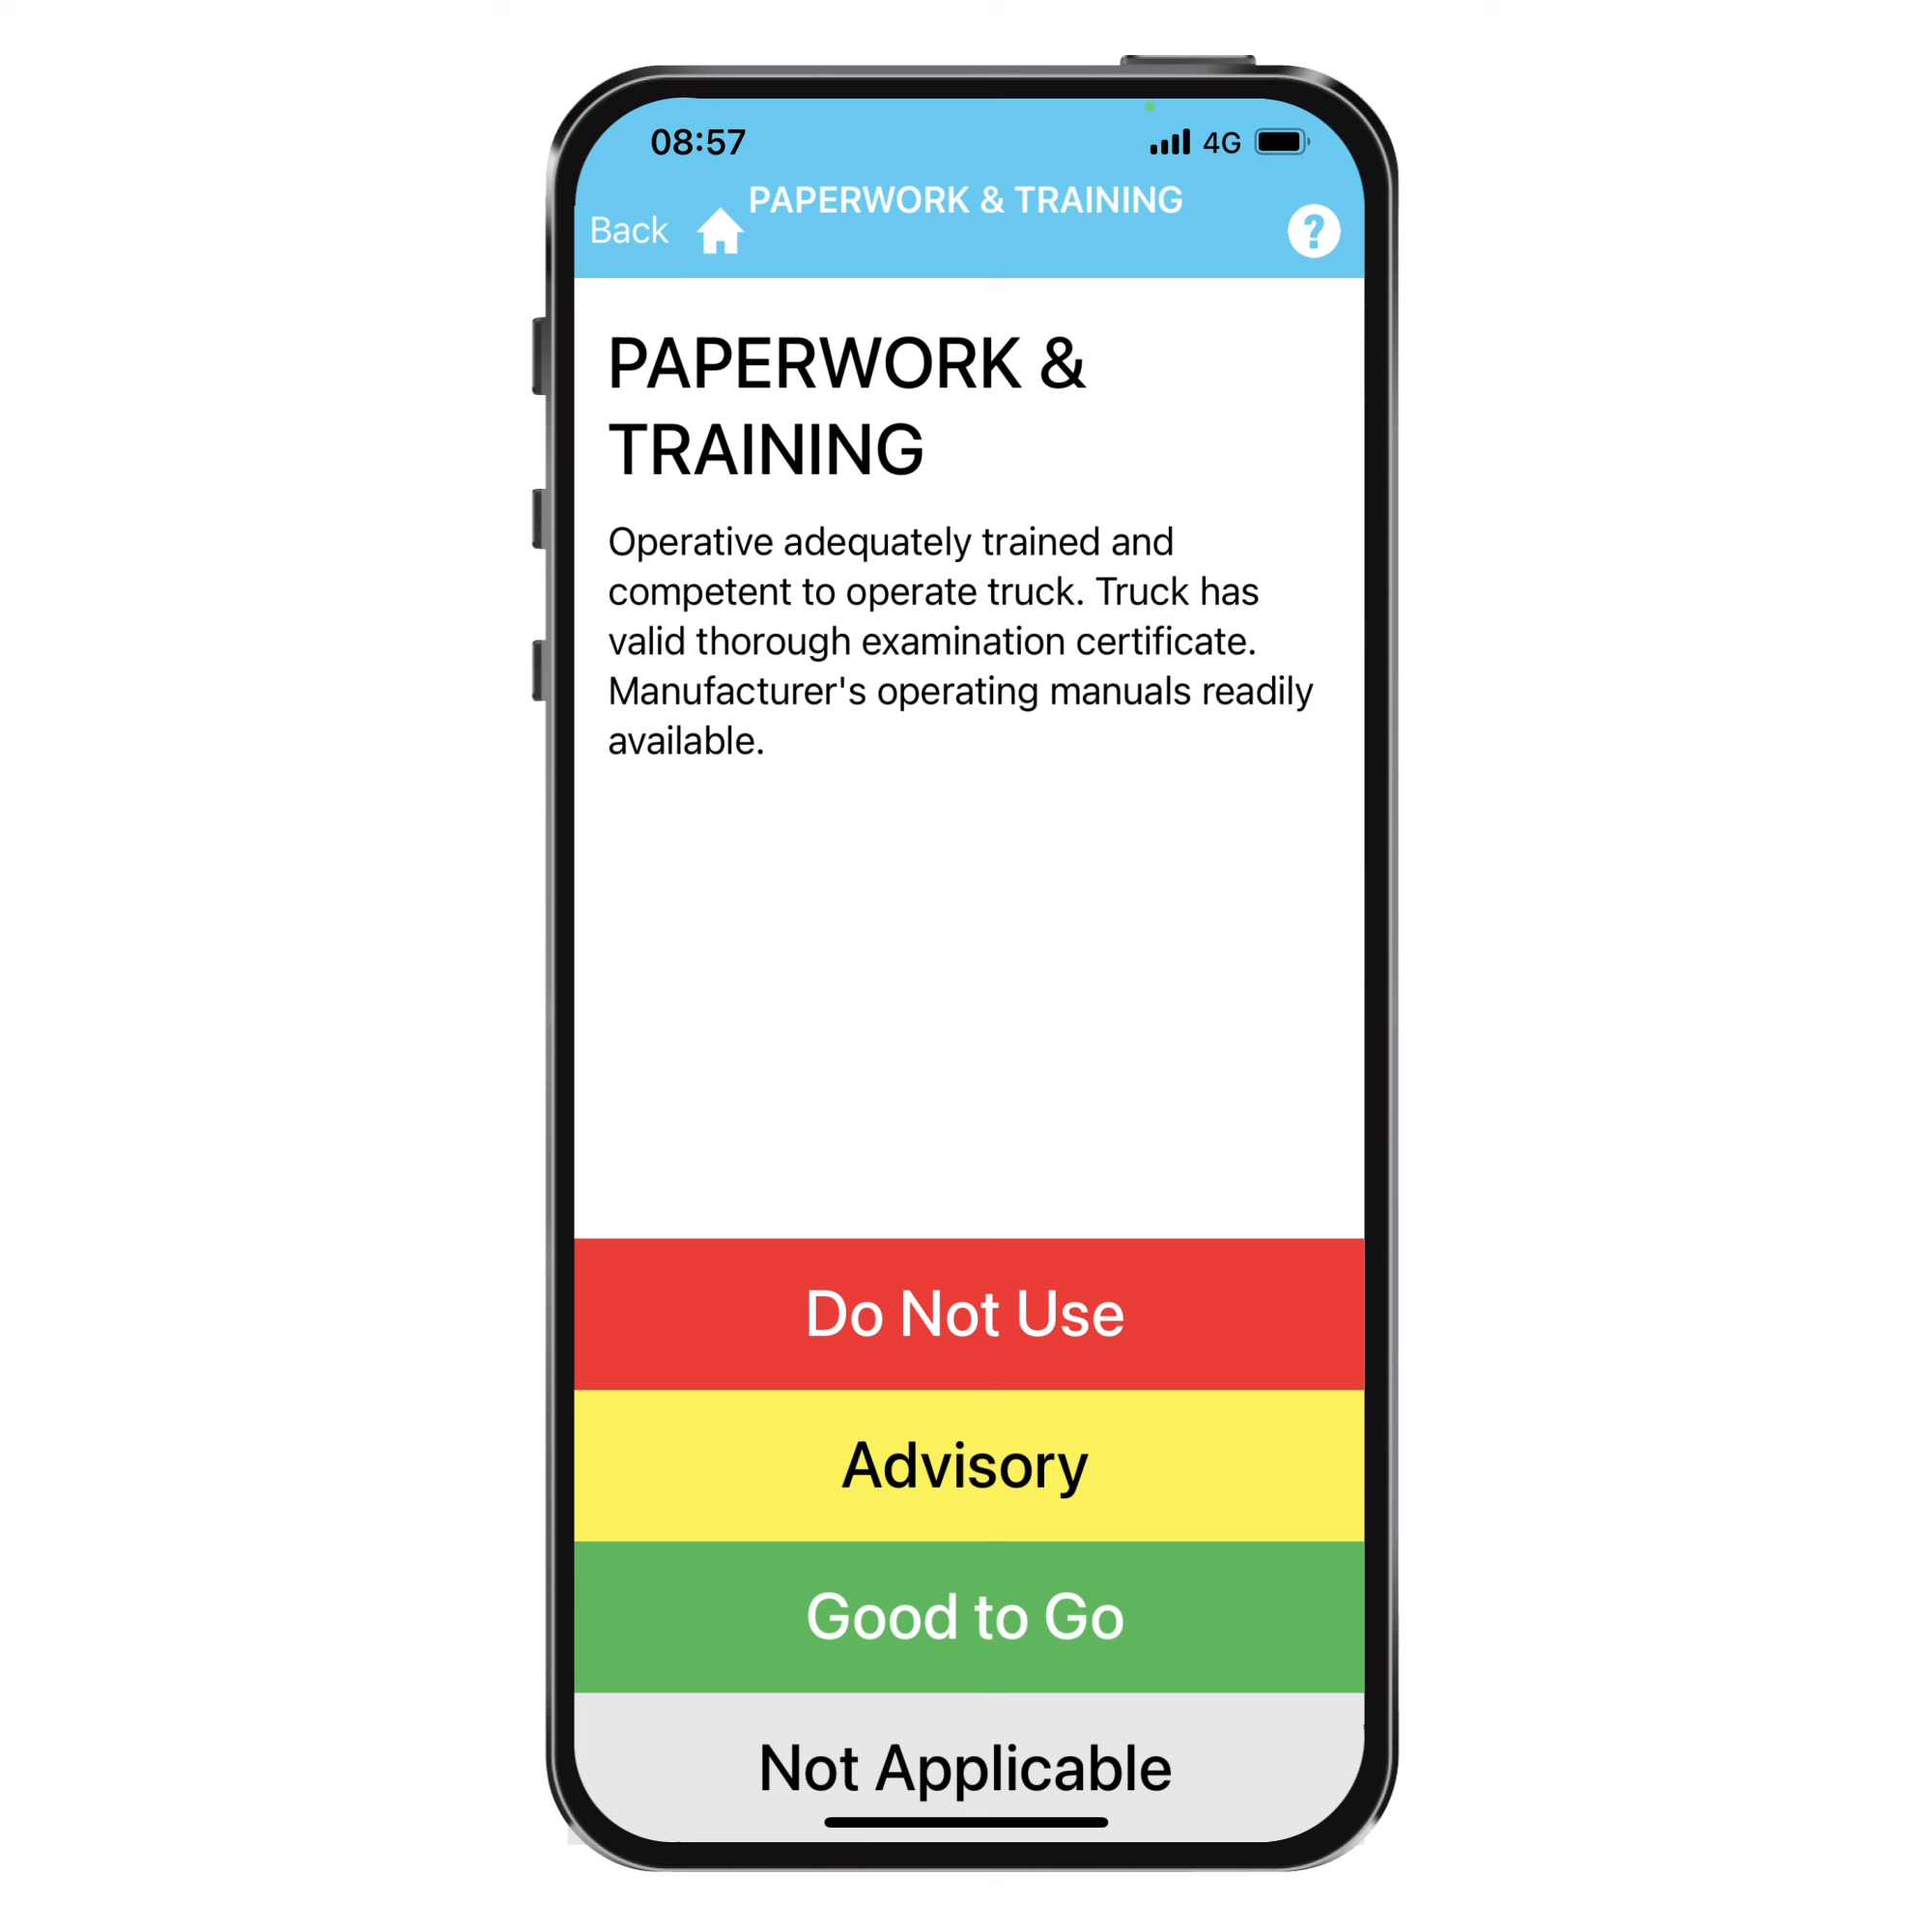 08:57 4G
PAPERWORK & TRAINING
Back ?
PAPERWORK &
TRAINING
Operative adequately trained and
competent to operate truck. Truck has
valid thorough examination certificate.
Manufacturer's operating manuals readily
available.
Do Not Use
Advisory
Good to Go
Not Applicable